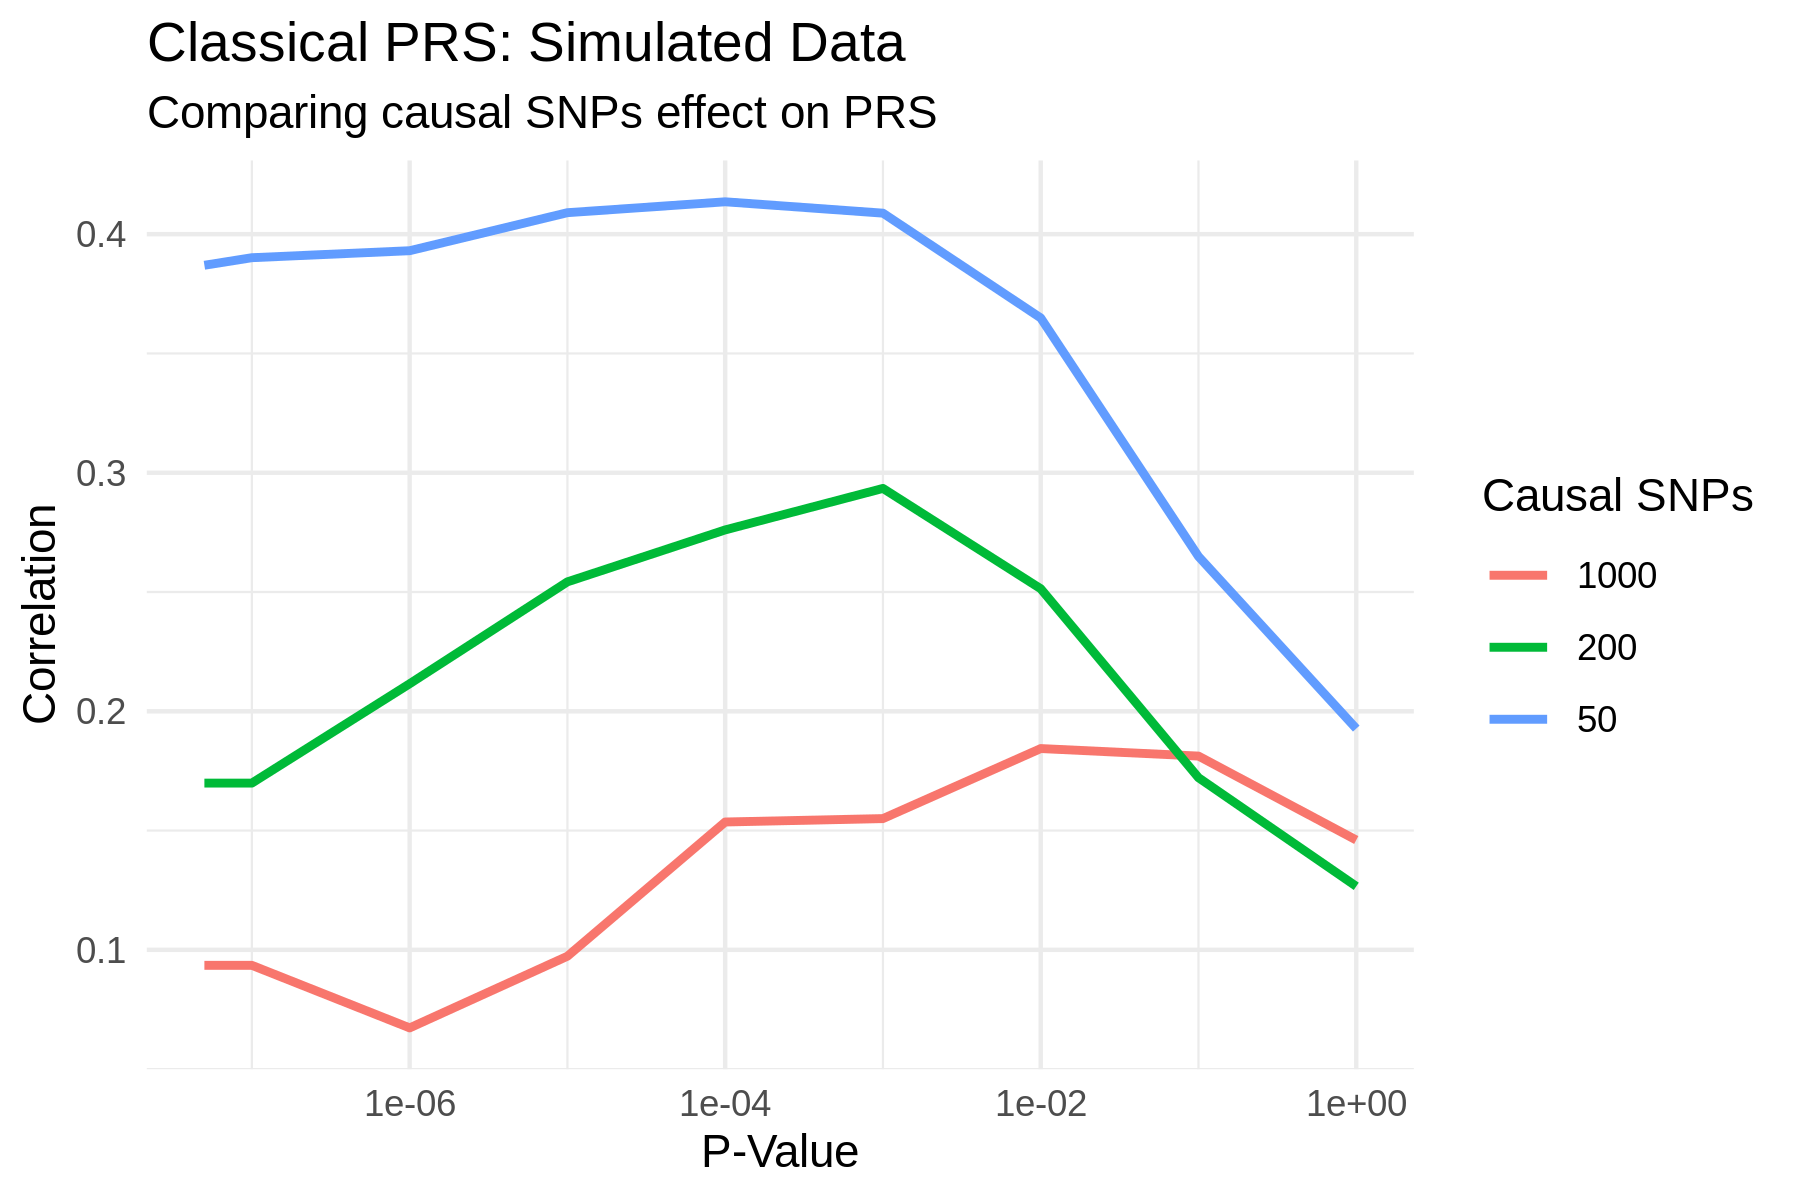 Classical PRS: Simulated Data
Comparing causal SNPs effect on PRS
Correlation
0.4
0.3
0.2
0.1
1e-06
1e-04
1e-02
1e+00
P-Value
Causal SNPs
1000
200
50